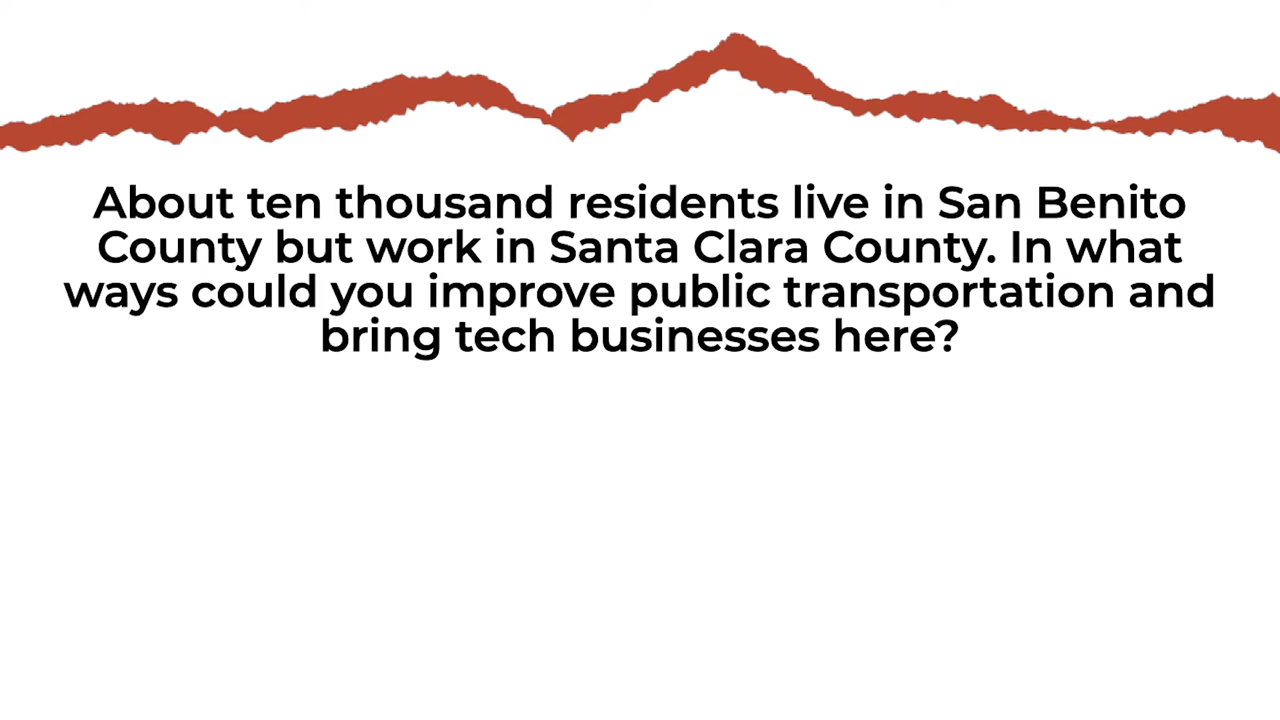 About ten thousand residents live in San Benito
County but work in Santa Clara County. In what
ways could you improve public transportation and
bring tech businesses here?